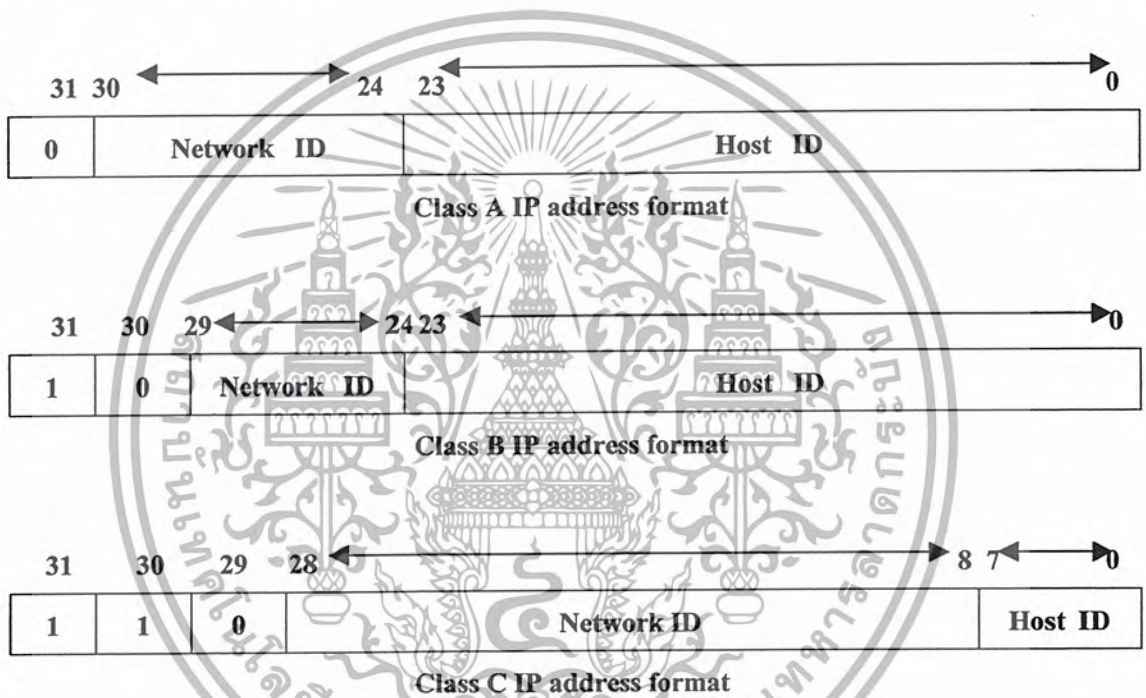 31 30 24 23 0
0 Network ID Host ID
Class A IP address format
31 30 29 24 23 0
1 0 Network ID Host ID
Class B IP address format
31 30 29 28 8 7 0
1 1 0 Network ID Host ID
Class C IP address format